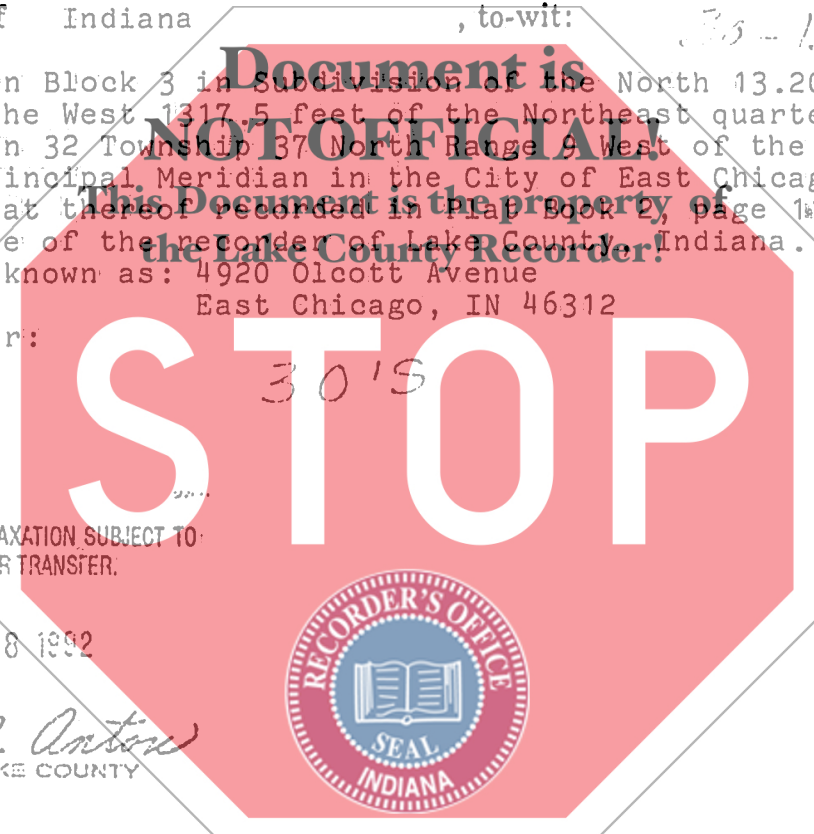 f Indiana , to-wit:
Document is
n Block 3 in Subdivision of the North 13.20
he West 1317.5 feet of the Northeast quarte
NOT OFFICIAL!
n 32 Township 37 North Range 9 West of the
incipal Meridian in the City of East Chicag
This Document is the property of
at thereof recorded in Plat Book 2, page
e of the recorder of Lake County, Indiana.
the Lake County Recorder!
known as: 4920 Olcott Avenue
East Chicago, IN 46312
r:
30'S
STOP
AXATION SUBJECT TO
R TRANSFER.
8 1992
Anton
KE COUNTY
RECORDER'S OFFICE
SEAL
INDIANA